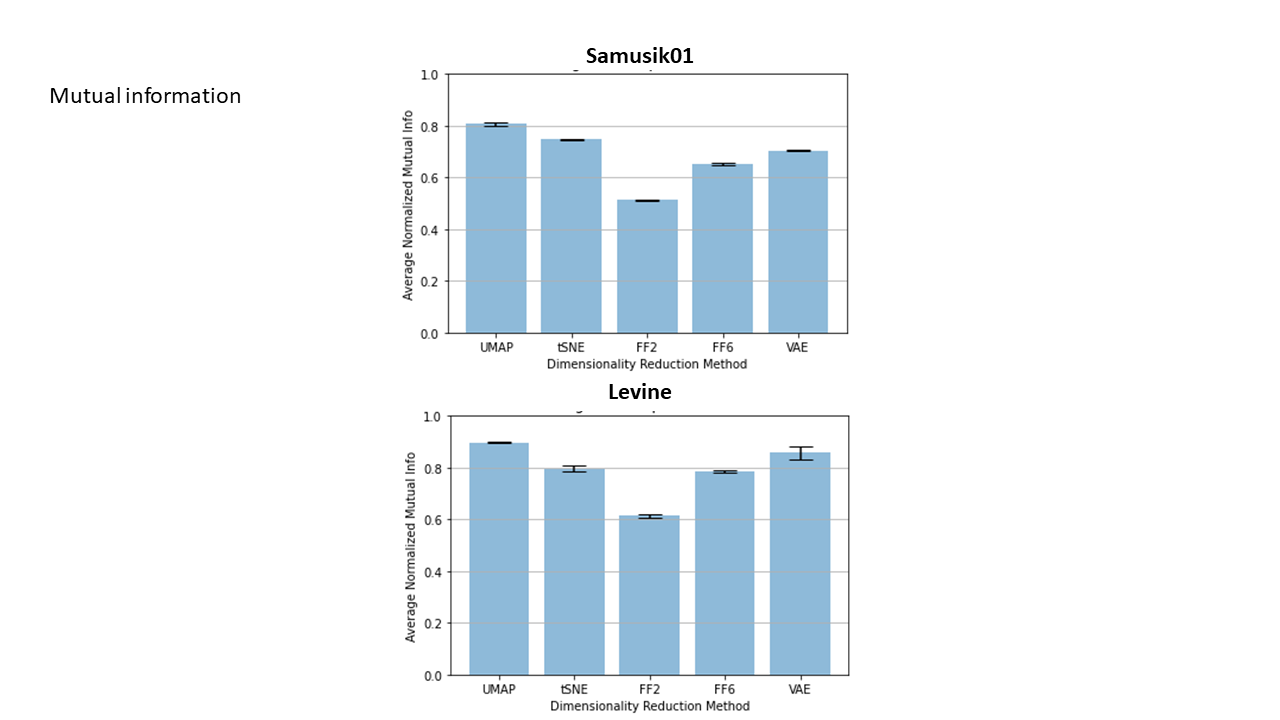 Samusik01
Mutual information
1.0
0.8
0.6
0.4
0.2
0.0
Average Normalized Mutual Info
UMAP tSNE FF2 FF6 VAE
Dimensionality Reduction Method
Levine
1.0
0.8
0.6
0.4
0.2
0.0
Average Normalized Mutual Info
UMAP tSNE FF2 FF6 VAE
Dimensionality Reduction Method